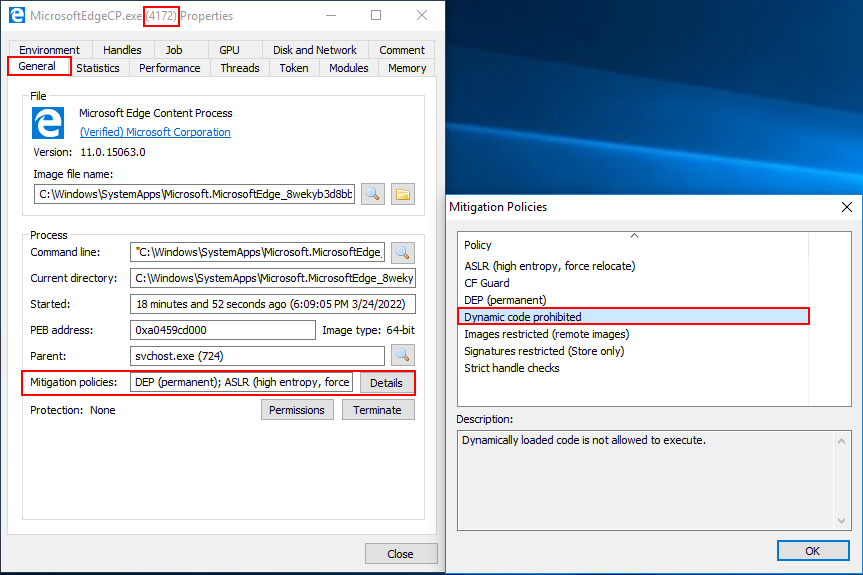 MicrosoftEdgeCP.exe (4172) Properties
Environment Handles Job GPU Disk and Network Comment
General Statistics Performance Threads Token Modules Memory
File
Microsoft Edge Content Process
(Verified) Microsoft Corporation
Version: 11.0.15063.0
Image file name:
C:\Windows\SystemApps\Microsoft.MicrosoftEdge_8wekyb3d8bb
Process
Command line: "C:\Windows\SystemApps\Microsoft.MicrosoftEdge_
Current directory: C:\Windows\SystemApps\Microsoft.MicrosoftEdge_8weky
Started: 18 minutes and 52 seconds ago (6:09:05 PM 3/24/2022)
PEB address: 0xa0459cd000 Image type: 64-bit
Parent: svchost.exe (724)
Mitigation policies: DEP (permanent); ASLR (high entropy, force Details
Protection: None Permissions Terminate
Close
Mitigation Policies
Policy
ASLR (high entropy, force relocate)
CF Guard
DEP (permanent)
Dynamic code prohibited
Images restricted (remote images)
Signatures restricted (Store only)
Strict handle checks
Description:
Dynamically loaded code is not allowed to execute.
OK